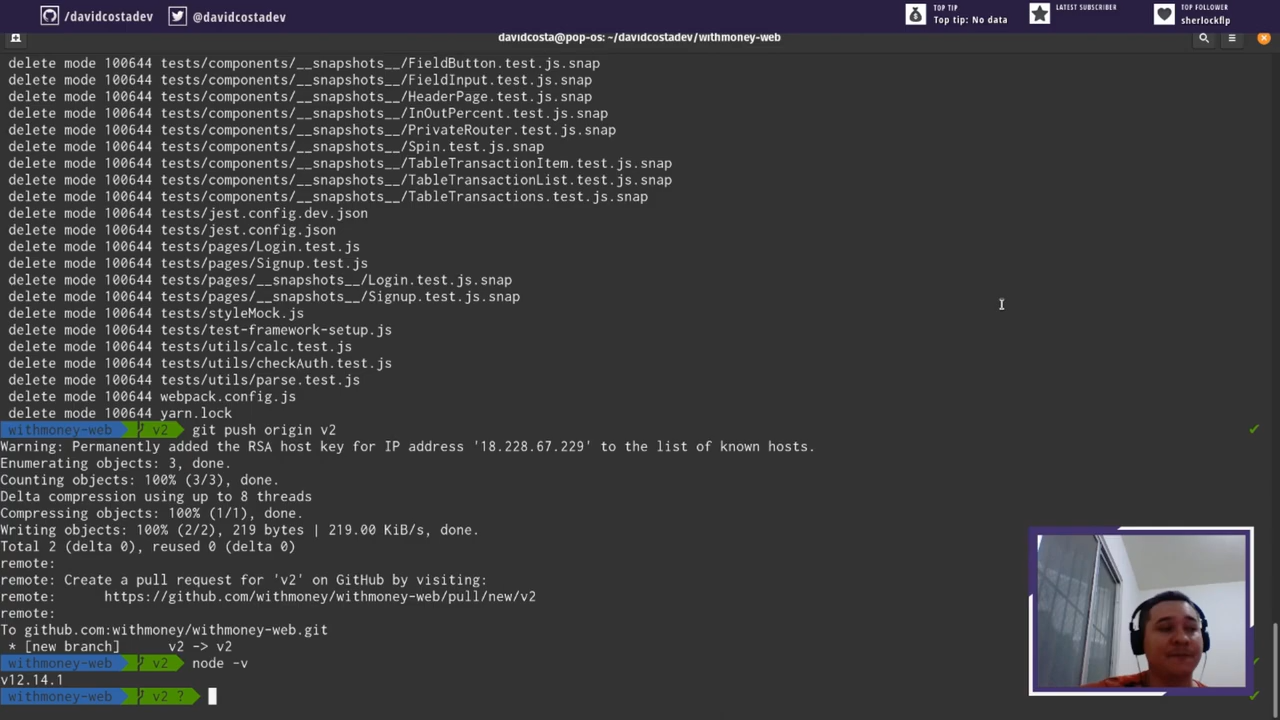 /davidcostadev @davidcostadev
TOP TIP
Top tip: No data
LATEST SUBSCRIBER
TOP FOLLOWER
sherlockflp
davidcosta@pop-os: ~/davidcostadev/withmoney-web
delete mode 100644 tests/components/__snapshots__/FieldButton.test.js.snap
delete mode 100644 tests/components/__snapshots__/FieldInput.test.js.snap
delete mode 100644 tests/components/__snapshots__/HeaderPage.test.js.snap
delete mode 100644 tests/components/__snapshots__/InOutPercent.test.js.snap
delete mode 100644 tests/components/__snapshots__/PrivateRouter.test.js.snap
delete mode 100644 tests/components/__snapshots__/Spin.test.js.snap
delete mode 100644 tests/components/__snapshots__/TableTransactionItem.test.js.snap
delete mode 100644 tests/components/__snapshots__/TableTransactionList.test.js.snap
delete mode 100644 tests/components/__snapshots__/TableTransactions.test.js.snap
delete mode 100644 tests/jest.config.dev.json
delete mode 100644 tests/jest.config.json
delete mode 100644 tests/pages/Login.test.js
delete mode 100644 tests/pages/Signup.test.js
delete mode 100644 tests/pages/__snapshots__/Login.test.js.snap
delete mode 100644 tests/pages/__snapshots__/Signup.test.js.snap
delete mode 100644 tests/styleMock.js
delete mode 100644 tests/test-framework-setup.js
delete mode 100644 tests/utils/calc.test.js
delete mode 100644 tests/utils/checkAuth.test.js
delete mode 100644 tests/utils/parse.test.js
delete mode 100644 webpack.config.js
delete mode 100644 yarn.lock
withmoney-web v2 git push origin v2
Warning: Permanently added the RSA host key for IP address '18.228.67.229' to the list of known hosts.
Enumerating objects: 3, done.
Counting objects: 100% (3/3), done.
Delta compression using up to 8 threads
Compressing objects: 100% (1/1), done.
Writing objects: 100% (2/2), 219 bytes | 219.00 KiB/s, done.
Total 2 (delta 0), reused 0 (delta 0)
remote:
remote: Create a pull request for 'v2' on GitHub by visiting:
remote: https://github.com/withmoney/withmoney-web/pull/new/v2
remote:
To github.com:withmoney/withmoney-web.git
* [new branch] v2 -> v2
withmoney-web v2 node -v
v12.14.1
withmoney-web v2 ?